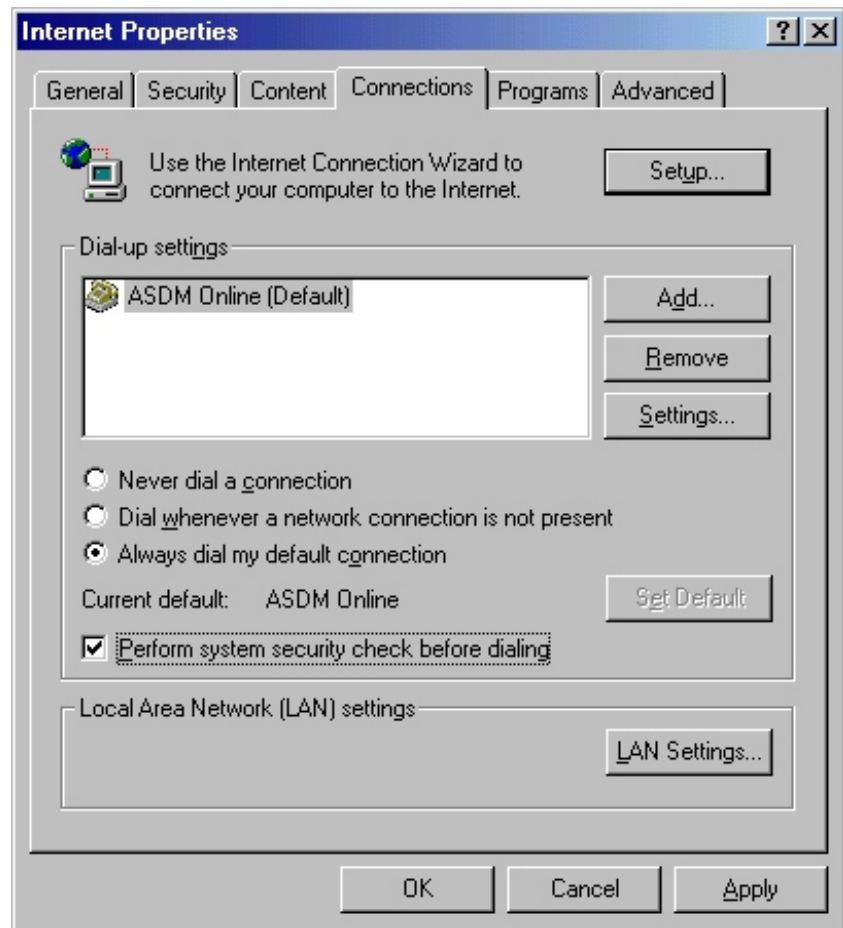 Internet Properties
General Security Content Connections Programs Advanced
Use the Internet Connection Wizard to
connect your computer to the Internet.
Setup...
Dial-up settings
ASDM Online (Default)
Add...
Remove
Settings...
Never dial a connection
Dial whenever a network connection is not present
Always dial my default connection
Current default: ASDM Online
Set Default
Perform system security check before dialing
Local Area Network (LAN) settings
LAN Settings...
OK Cancel Apply